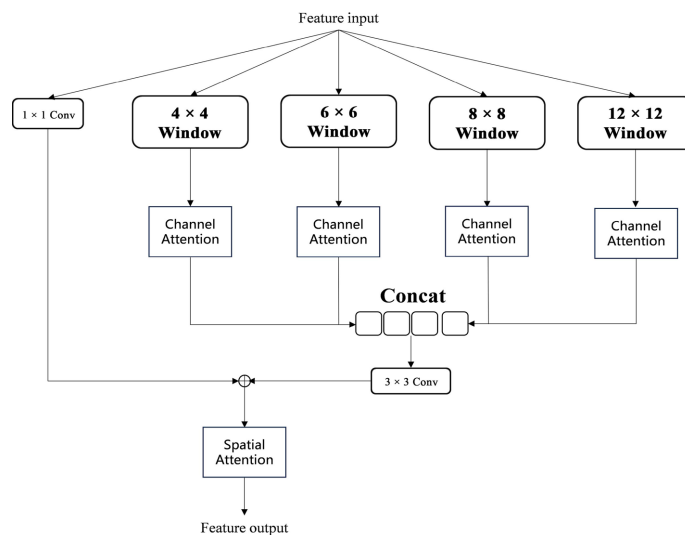 Feature input
1 × 1 Conv
4 × 4
Window
6 × 6
Window
8 × 8
Window
12 × 12
Window
Channel
Attention
Channel
Attention
Channel
Attention
Channel
Attention
Concat
3 × 3 Conv
Spatial
Attention
Feature output